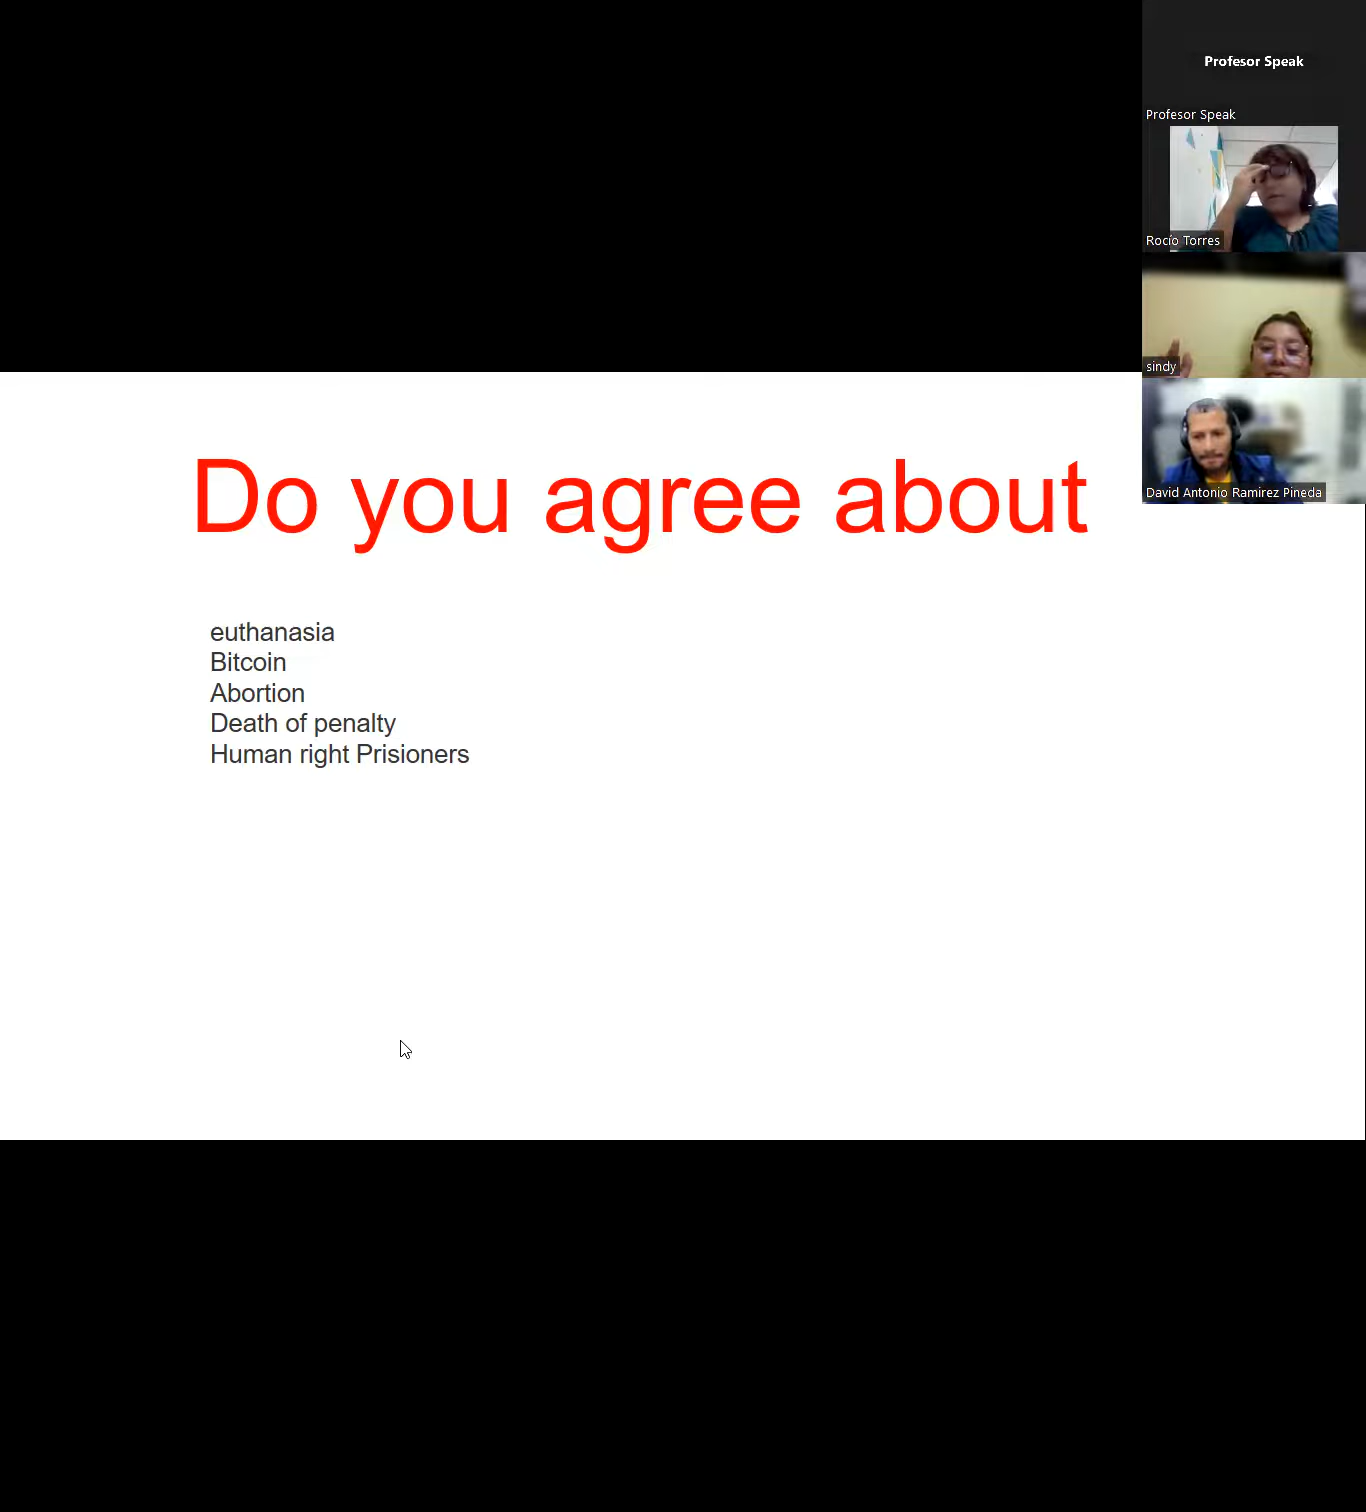 Profesor Speak
Profesor Speak
Rocío Torres
sindy
David Antonio Ramirez Pineda
Do you agree about
euthanasia
Bitcoin
Abortion
Death of penalty
Human right Prisioners